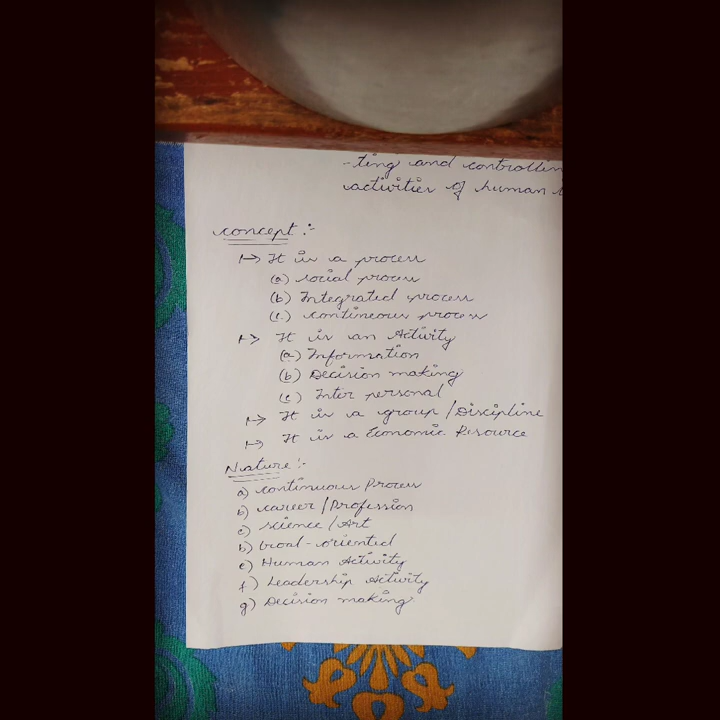 -ting and controllin
activities of human
concept :-
↦ It is a process
(a) social process
(b) Integrated process
(c) contineous process
↦ It is an Activity
(a) Information
(b) Decision making
(c) Inter personal
↦ It is a group / Discipline
↦ It is a Economic Resource
Nature :-
a) continuous Process
b) career / Profession
c) science / Art
b) Goal-oriented
e) Human Activity
f) Leadership Activity
g) Decision making